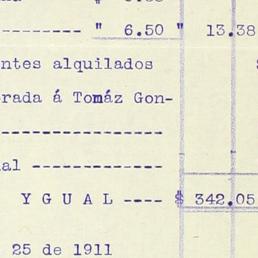 -------- " 6.50 " 13.38
ntes alquilados
rada á Tomáz Gon-
----------------
al -------------
Y G U A L ---- $ 342.05
25 de 1911